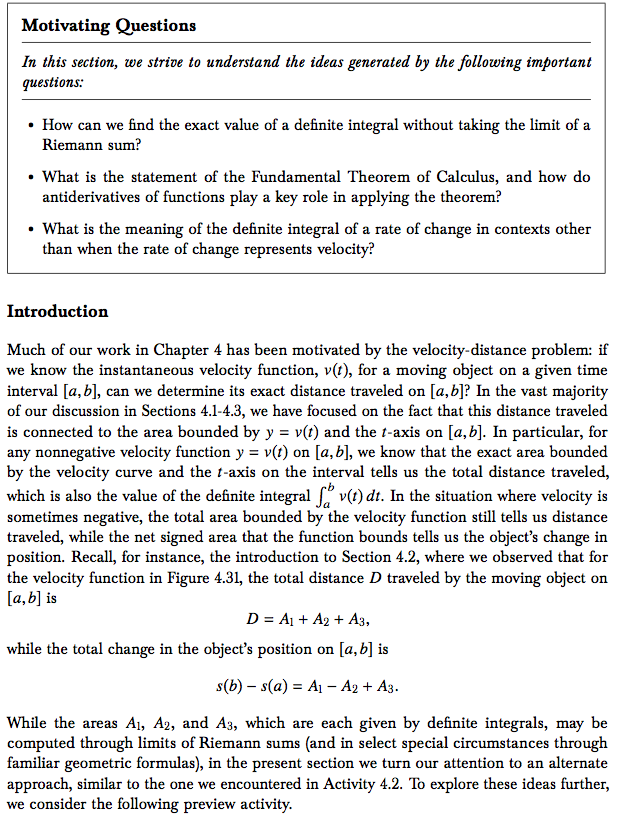 Motivating Questions
In this section, we strive to understand the ideas generated by the following important
questions:
• How can we find the exact value of a definite integral without taking the limit of a
Riemann sum?
• What is the statement of the Fundamental Theorem of Calculus, and how do
antiderivatives of functions play a key role in applying the theorem?
• What is the meaning of the definite integral of a rate of change in contexts other
than when the rate of change represents velocity?
Introduction
Much of our work in Chapter 4 has been motivated by the velocity-distance problem: if
we know the instantaneous velocity function, v(t), for a moving object on a given time
interval [a, b], can we determine its exact distance traveled on [a, b]? In the vast majority
of our discussion in Sections 4.1-4.3, we have focused on the fact that this distance traveled
is connected to the area bounded by y = v(t) and the t-axis on [a, b]. In particular, for
any nonnegative velocity function y = v(t) on [a, b], we know that the exact area bounded
by the velocity curve and the t-axis on the interval tells us the total distance traveled,
which is also the value of the definite integral ∫ₐᵇ v(t) dt. In the situation where velocity is
sometimes negative, the total area bounded by the velocity function still tells us distance
traveled, while the net signed area that the function bounds tells us the object's change in
position. Recall, for instance, the introduction to Section 4.2, where we observed that for
the velocity function in Figure 4.31, the total distance D traveled by the moving object on
[a, b] is
D = A₁ + A₂ + A₃,
while the total change in the object's position on [a, b] is
s(b) − s(a) = A₁ − A₂ + A₃.
While the areas A₁, A₂, and A₃, which are each given by definite integrals, may be
computed through limits of Riemann sums (and in select special circumstances through
familiar geometric formulas), in the present section we turn our attention to an alternate
approach, similar to the one we encountered in Activity 4.2. To explore these ideas further,
we consider the following preview activity.